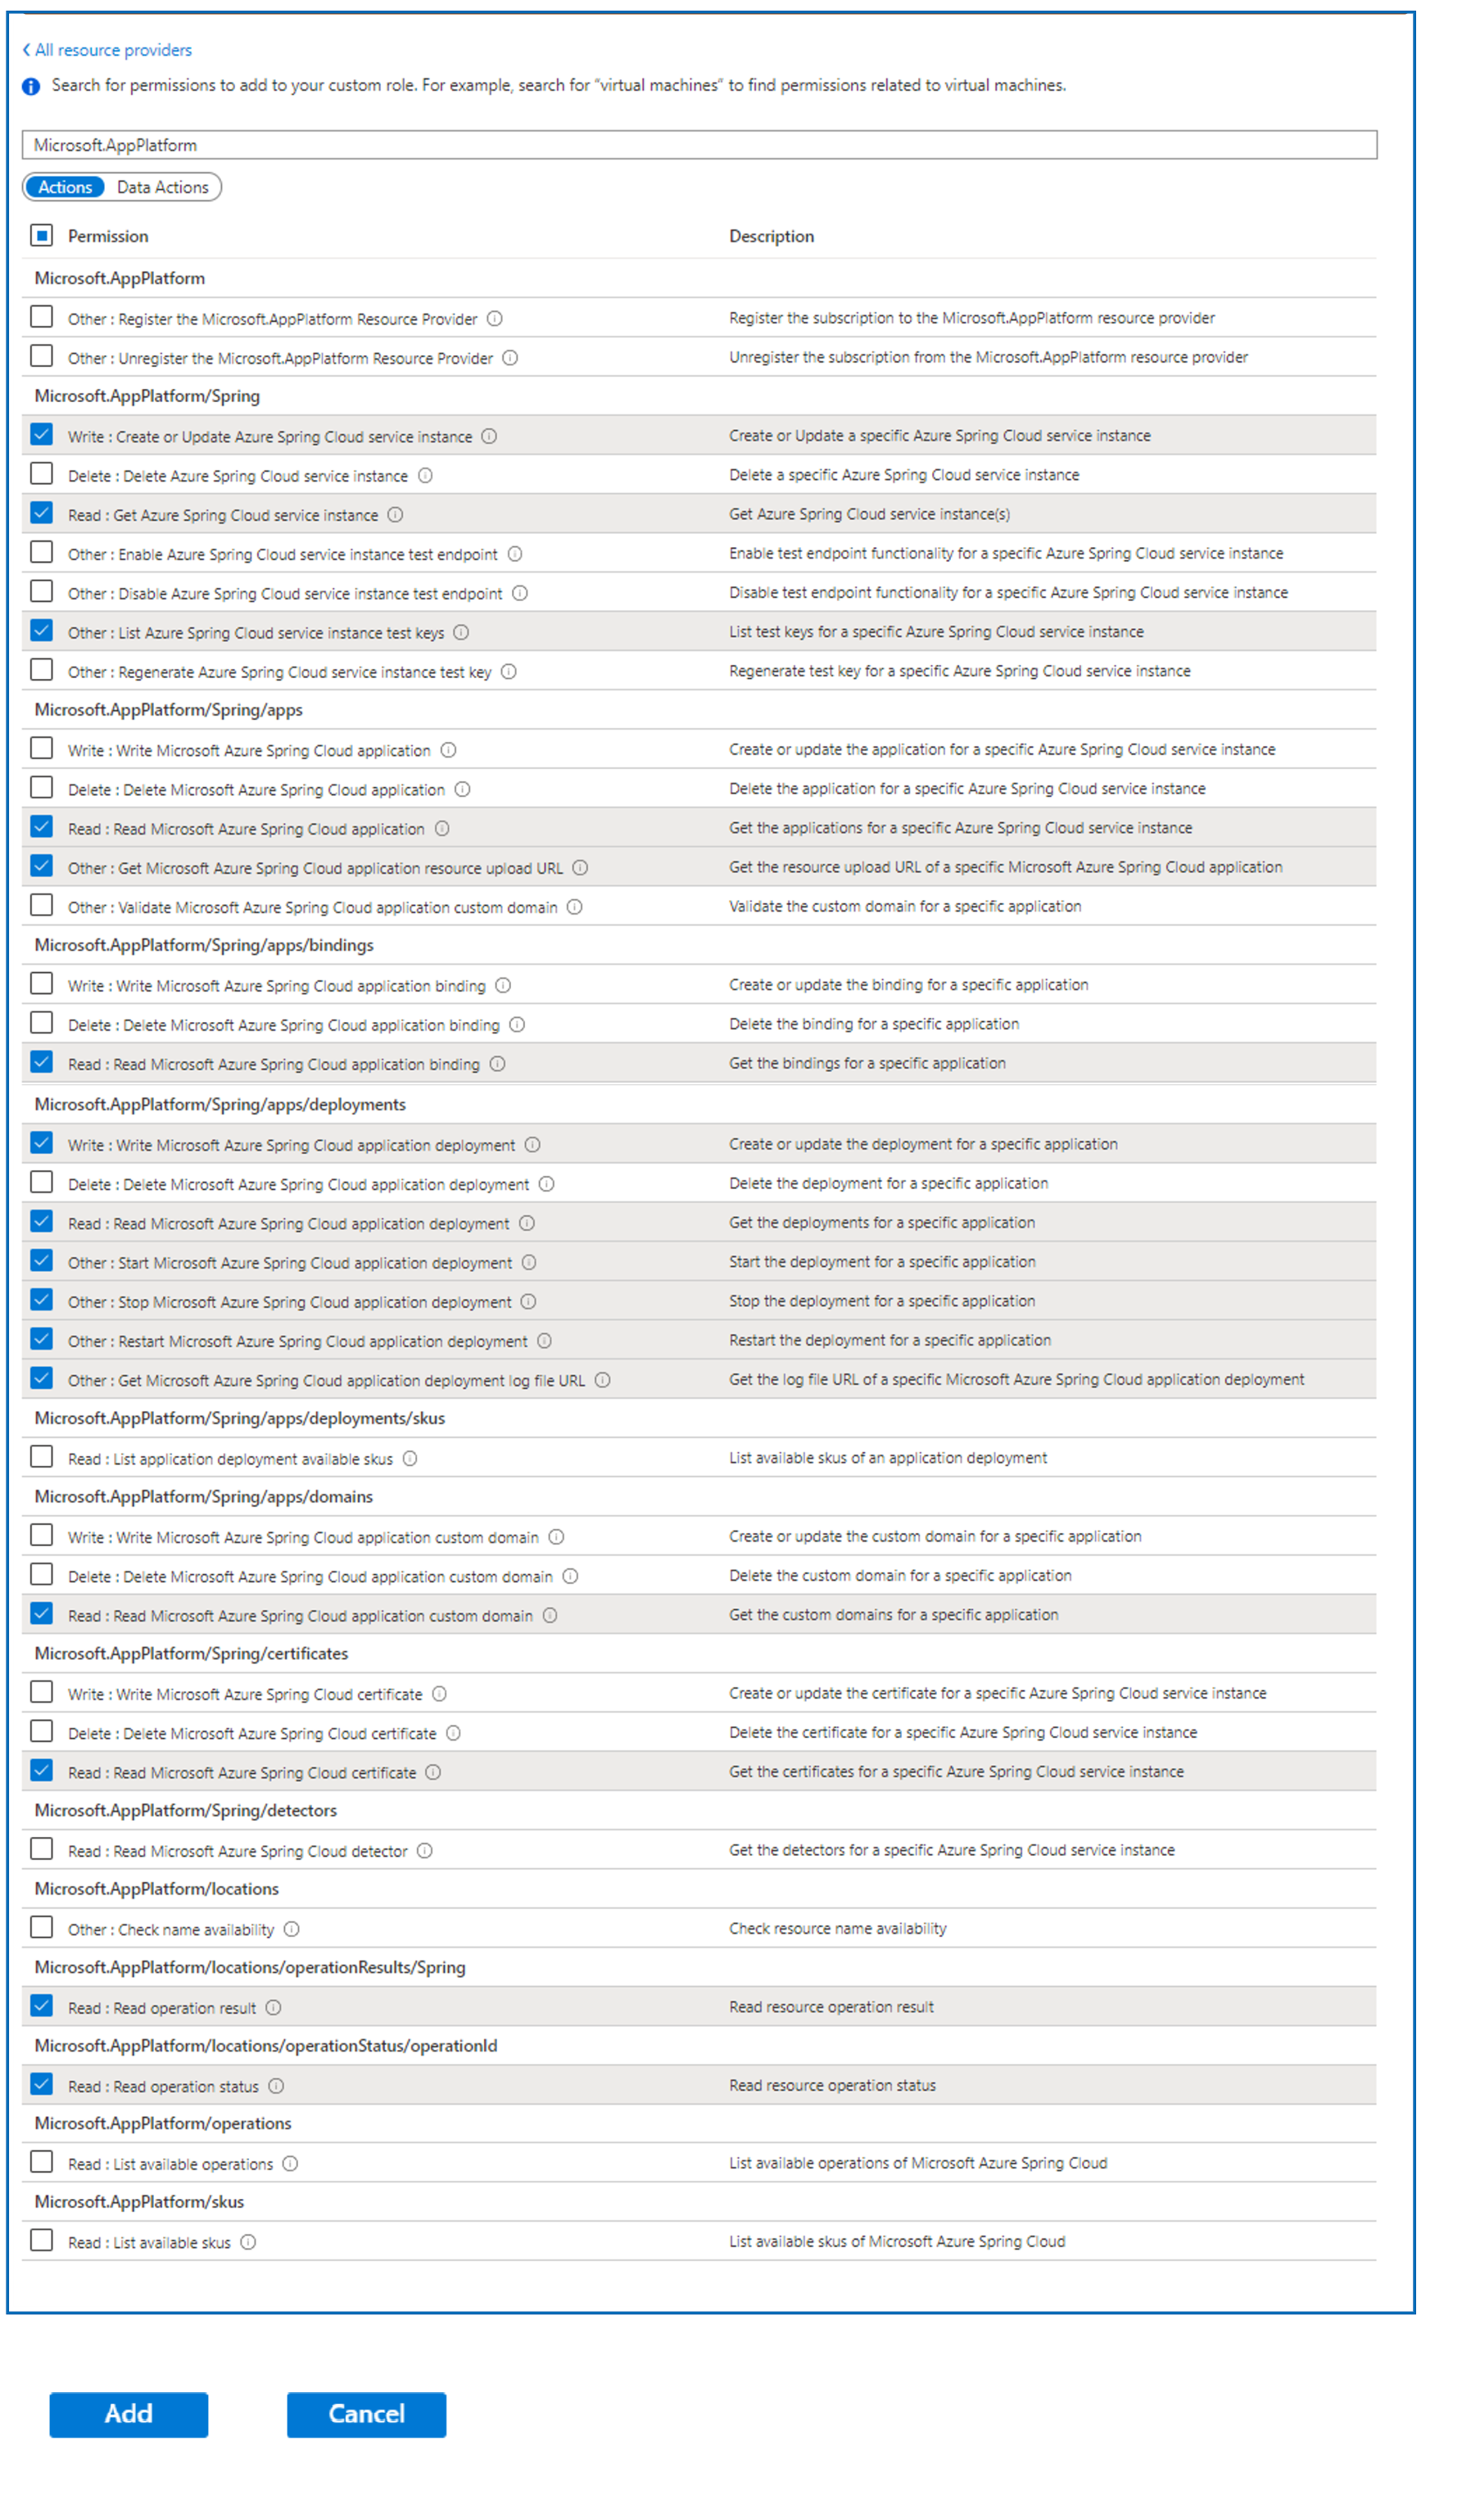 All resource providers
Search for permissions to add to your custom role. For example, search for "virtual machines" to find permissions related to virtual machines.
Microsoft.AppPlatform
Actions Data Actions
Permission Description
Microsoft.AppPlatform
Other : Register the Microsoft.AppPlatform Resource Provider Register the subscription to the Microsoft.AppPlatform resource provider
Other : Unregister the Microsoft.AppPlatform Resource Provider Unregister the subscription from the Microsoft.AppPlatform resource provider
Microsoft.AppPlatform/Spring
Write : Create or Update Azure Spring Cloud service instance Create or Update a specific Azure Spring Cloud service instance
Delete : Delete Azure Spring Cloud service instance Delete a specific Azure Spring Cloud service instance
Read : Get Azure Spring Cloud service instance Get Azure Spring Cloud service instance(s)
Other : Enable Azure Spring Cloud service instance test endpoint Enable test endpoint functionality for a specific Azure Spring Cloud service instance
Other : Disable Azure Spring Cloud service instance test endpoint Disable test endpoint functionality for a specific Azure Spring Cloud service instance
Other : List Azure Spring Cloud service instance test keys List test keys for a specific Azure Spring Cloud service instance
Other : Regenerate Azure Spring Cloud service instance test key Regenerate test key for a specific Azure Spring Cloud service instance
Microsoft.AppPlatform/Spring/apps
Write : Write Microsoft Azure Spring Cloud application Create or update the application for a specific Azure Spring Cloud service instance
Delete : Delete Microsoft Azure Spring Cloud application Delete the application for a specific Azure Spring Cloud service instance
Read : Read Microsoft Azure Spring Cloud application Get the applications for a specific Azure Spring Cloud service instance
Other : Get Microsoft Azure Spring Cloud application resource upload URL Get the resource upload URL of a specific Microsoft Azure Spring Cloud application
Other : Validate Microsoft Azure Spring Cloud application custom domain Validate the custom domain for a specific application
Microsoft.AppPlatform/Spring/apps/bindings
Write : Write Microsoft Azure Spring Cloud application binding Create or update the binding for a specific application
Delete : Delete Microsoft Azure Spring Cloud application binding Delete the binding for a specific application
Read : Read Microsoft Azure Spring Cloud application binding Get the bindings for a specific application
Microsoft.AppPlatform/Spring/apps/deployments
Write : Write Microsoft Azure Spring Cloud application deployment Create or update the deployment for a specific application
Delete : Delete Microsoft Azure Spring Cloud application deployment Delete the deployment for a specific application
Read : Read Microsoft Azure Spring Cloud application deployment Get the deployments for a specific application
Other : Start Microsoft Azure Spring Cloud application deployment Start the deployment for a specific application
Other : Stop Microsoft Azure Spring Cloud application deployment Stop the deployment for a specific application
Other : Restart Microsoft Azure Spring Cloud application deployment Restart the deployment for a specific application
Other : Get Microsoft Azure Spring Cloud application deployment log file URL Get the log file URL of a specific Microsoft Azure Spring Cloud application deployment
Microsoft.AppPlatform/Spring/apps/deployments/skus
Read : List application deployment available skus List available skus of an application deployment
Microsoft.AppPlatform/Spring/apps/domains
Write : Write Microsoft Azure Spring Cloud application custom domain Create or update the custom domain for a specific application
Delete : Delete Microsoft Azure Spring Cloud application custom domain Delete the custom domain for a specific application
Read : Read Microsoft Azure Spring Cloud application custom domain Get the custom domains for a specific application
Microsoft.AppPlatform/Spring/certificates
Write : Write Microsoft Azure Spring Cloud certificate Create or update the certificate for a specific Azure Spring Cloud service instance
Delete : Delete Microsoft Azure Spring Cloud certificate Delete the certificate for a specific Azure Spring Cloud service instance
Read : Read Microsoft Azure Spring Cloud certificate Get the certificates for a specific Azure Spring Cloud service instance
Microsoft.AppPlatform/Spring/detectors
Read : Read Microsoft Azure Spring Cloud detector Get the detectors for a specific Azure Spring Cloud service instance
Microsoft.AppPlatform/locations
Other : Check name availability Check resource name availability
Microsoft.AppPlatform/locations/operationResults/Spring
Read : Read operation result Read resource operation result
Microsoft.AppPlatform/locations/operationStatus/operationId
Read : Read operation status Read resource operation status
Microsoft.AppPlatform/operations
Read : List available operations List available operations of Microsoft Azure Spring Cloud
Microsoft.AppPlatform/skus
Read : List available skus List available skus of Microsoft Azure Spring Cloud
Add Cancel